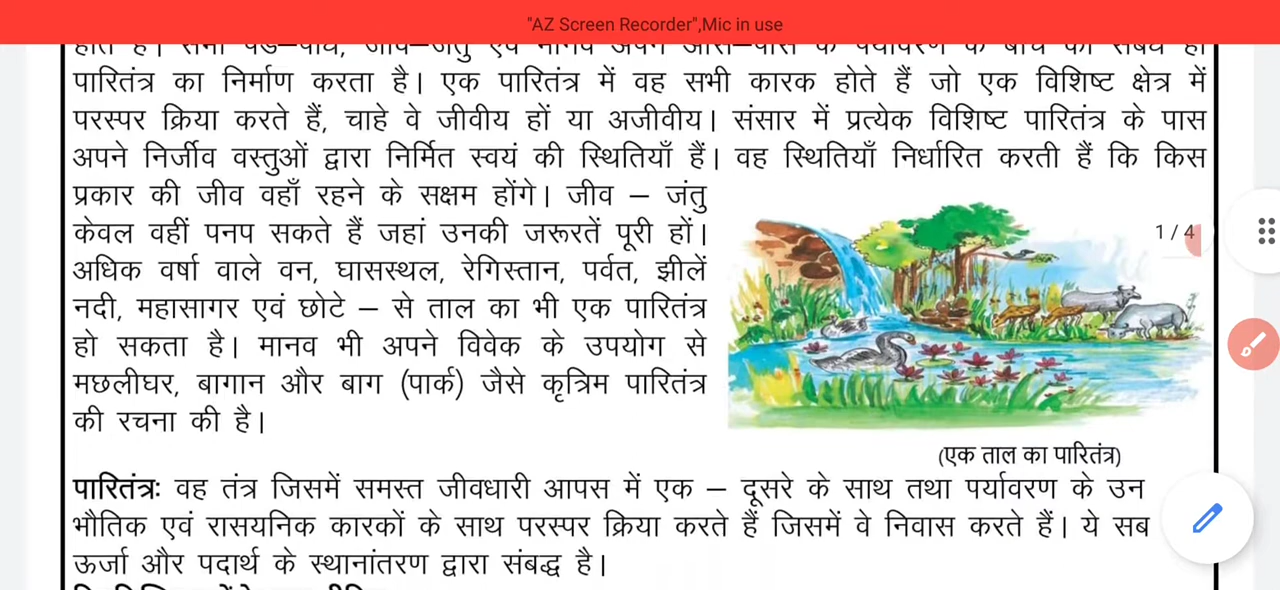 "AZ Screen Recorder",Mic in use
पारितंत्र का निर्माण करता है। एक पारितंत्र में वह सभी कारक होते हैं जो एक विशिष्ट क्षेत्र में
परस्पर क्रिया करते हैं, चाहे वे जीवीय हों या अजीवीय। संसार में प्रत्येक विशिष्ट पारितंत्र के पास
अपने निर्जीव वस्तुओं द्वारा निर्मित स्वयं की स्थितियाँ हैं। वह स्थितियाँ निर्धारित करती हैं कि किस
प्रकार की जीव वहाँ रहने के सक्षम होंगे। जीव – जंतु
केवल वहीं पनप सकते हैं जहां उनकी जरूरतें पूरी हों।
1 / 4
अधिक वर्षा वाले वन, घासस्थल, रेगिस्तान, पर्वत, झीलें
नदी, महासागर एवं छोटे – से ताल का भी एक पारितंत्र
हो सकता है। मानव भी अपने विवेक के उपयोग से
मछलीघर, बागान और बाग (पार्क) जैसे कृत्रिम पारितंत्र
की रचना की है।
(एक ताल का पारितंत्र)
पारितंत्रः वह तंत्र जिसमें समस्त जीवधारी आपस में एक – दूसरे के साथ तथा पर्यावरण के उन
भौतिक एवं रासयनिक कारकों के साथ परस्पर क्रिया करते हैं जिसमें वे निवास करते हैं। ये सब
ऊर्जा और पदार्थ के स्थानांतरण द्वारा संबद्ध है।